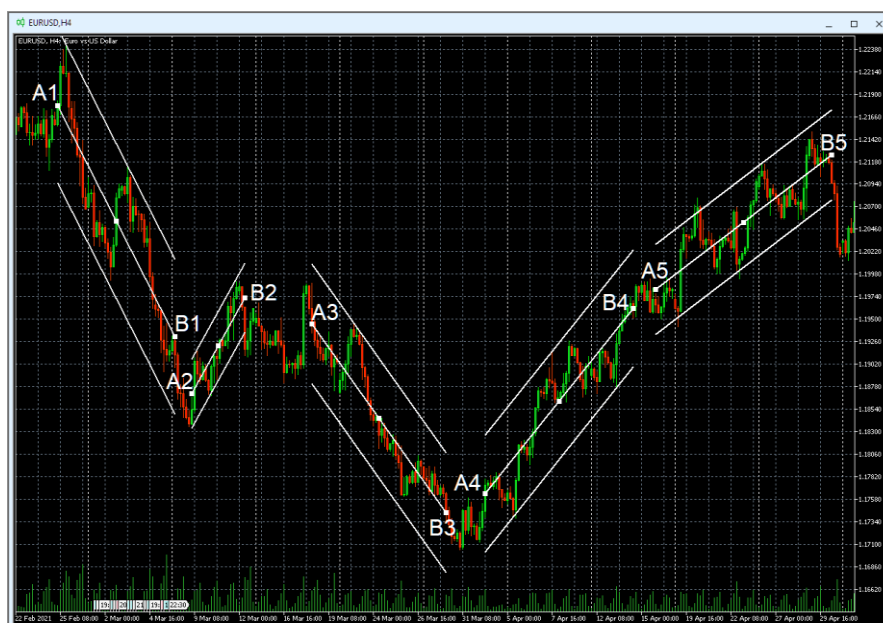 EURUSD,H4
EURUSD, H4: Euro vs US Dollar
1.22380
1.22140
1.21900
1.21660
1.21420
1.21180
1.20940
1.20700
1.20460
1.20220
1.19980
1.19740
1.19500
1.19260
1.19020
1.18780
1.18540
1.18300
1.18060
1.17820
1.17580
1.17340
1.17100
1.16860
1.16620
A1
B1
A2
B2
A3
B3
A4
B4
A5
B5
22:30
22 Feb 2021
25 Feb 08:00
2 Mar 00:00
4 Mar 16:00
9 Mar 08:00
12 Mar 00:00
16 Mar 16:00
19 Mar 08:00
24 Mar 00:00
26 Mar 16:00
31 Mar 08:00
5 Apr 00:00
7 Apr 16:00
12 Apr 08:00
15 Apr 00:00
19 Apr 16:00
22 Apr 08:00
27 Apr 00:00
29 Apr 16:00